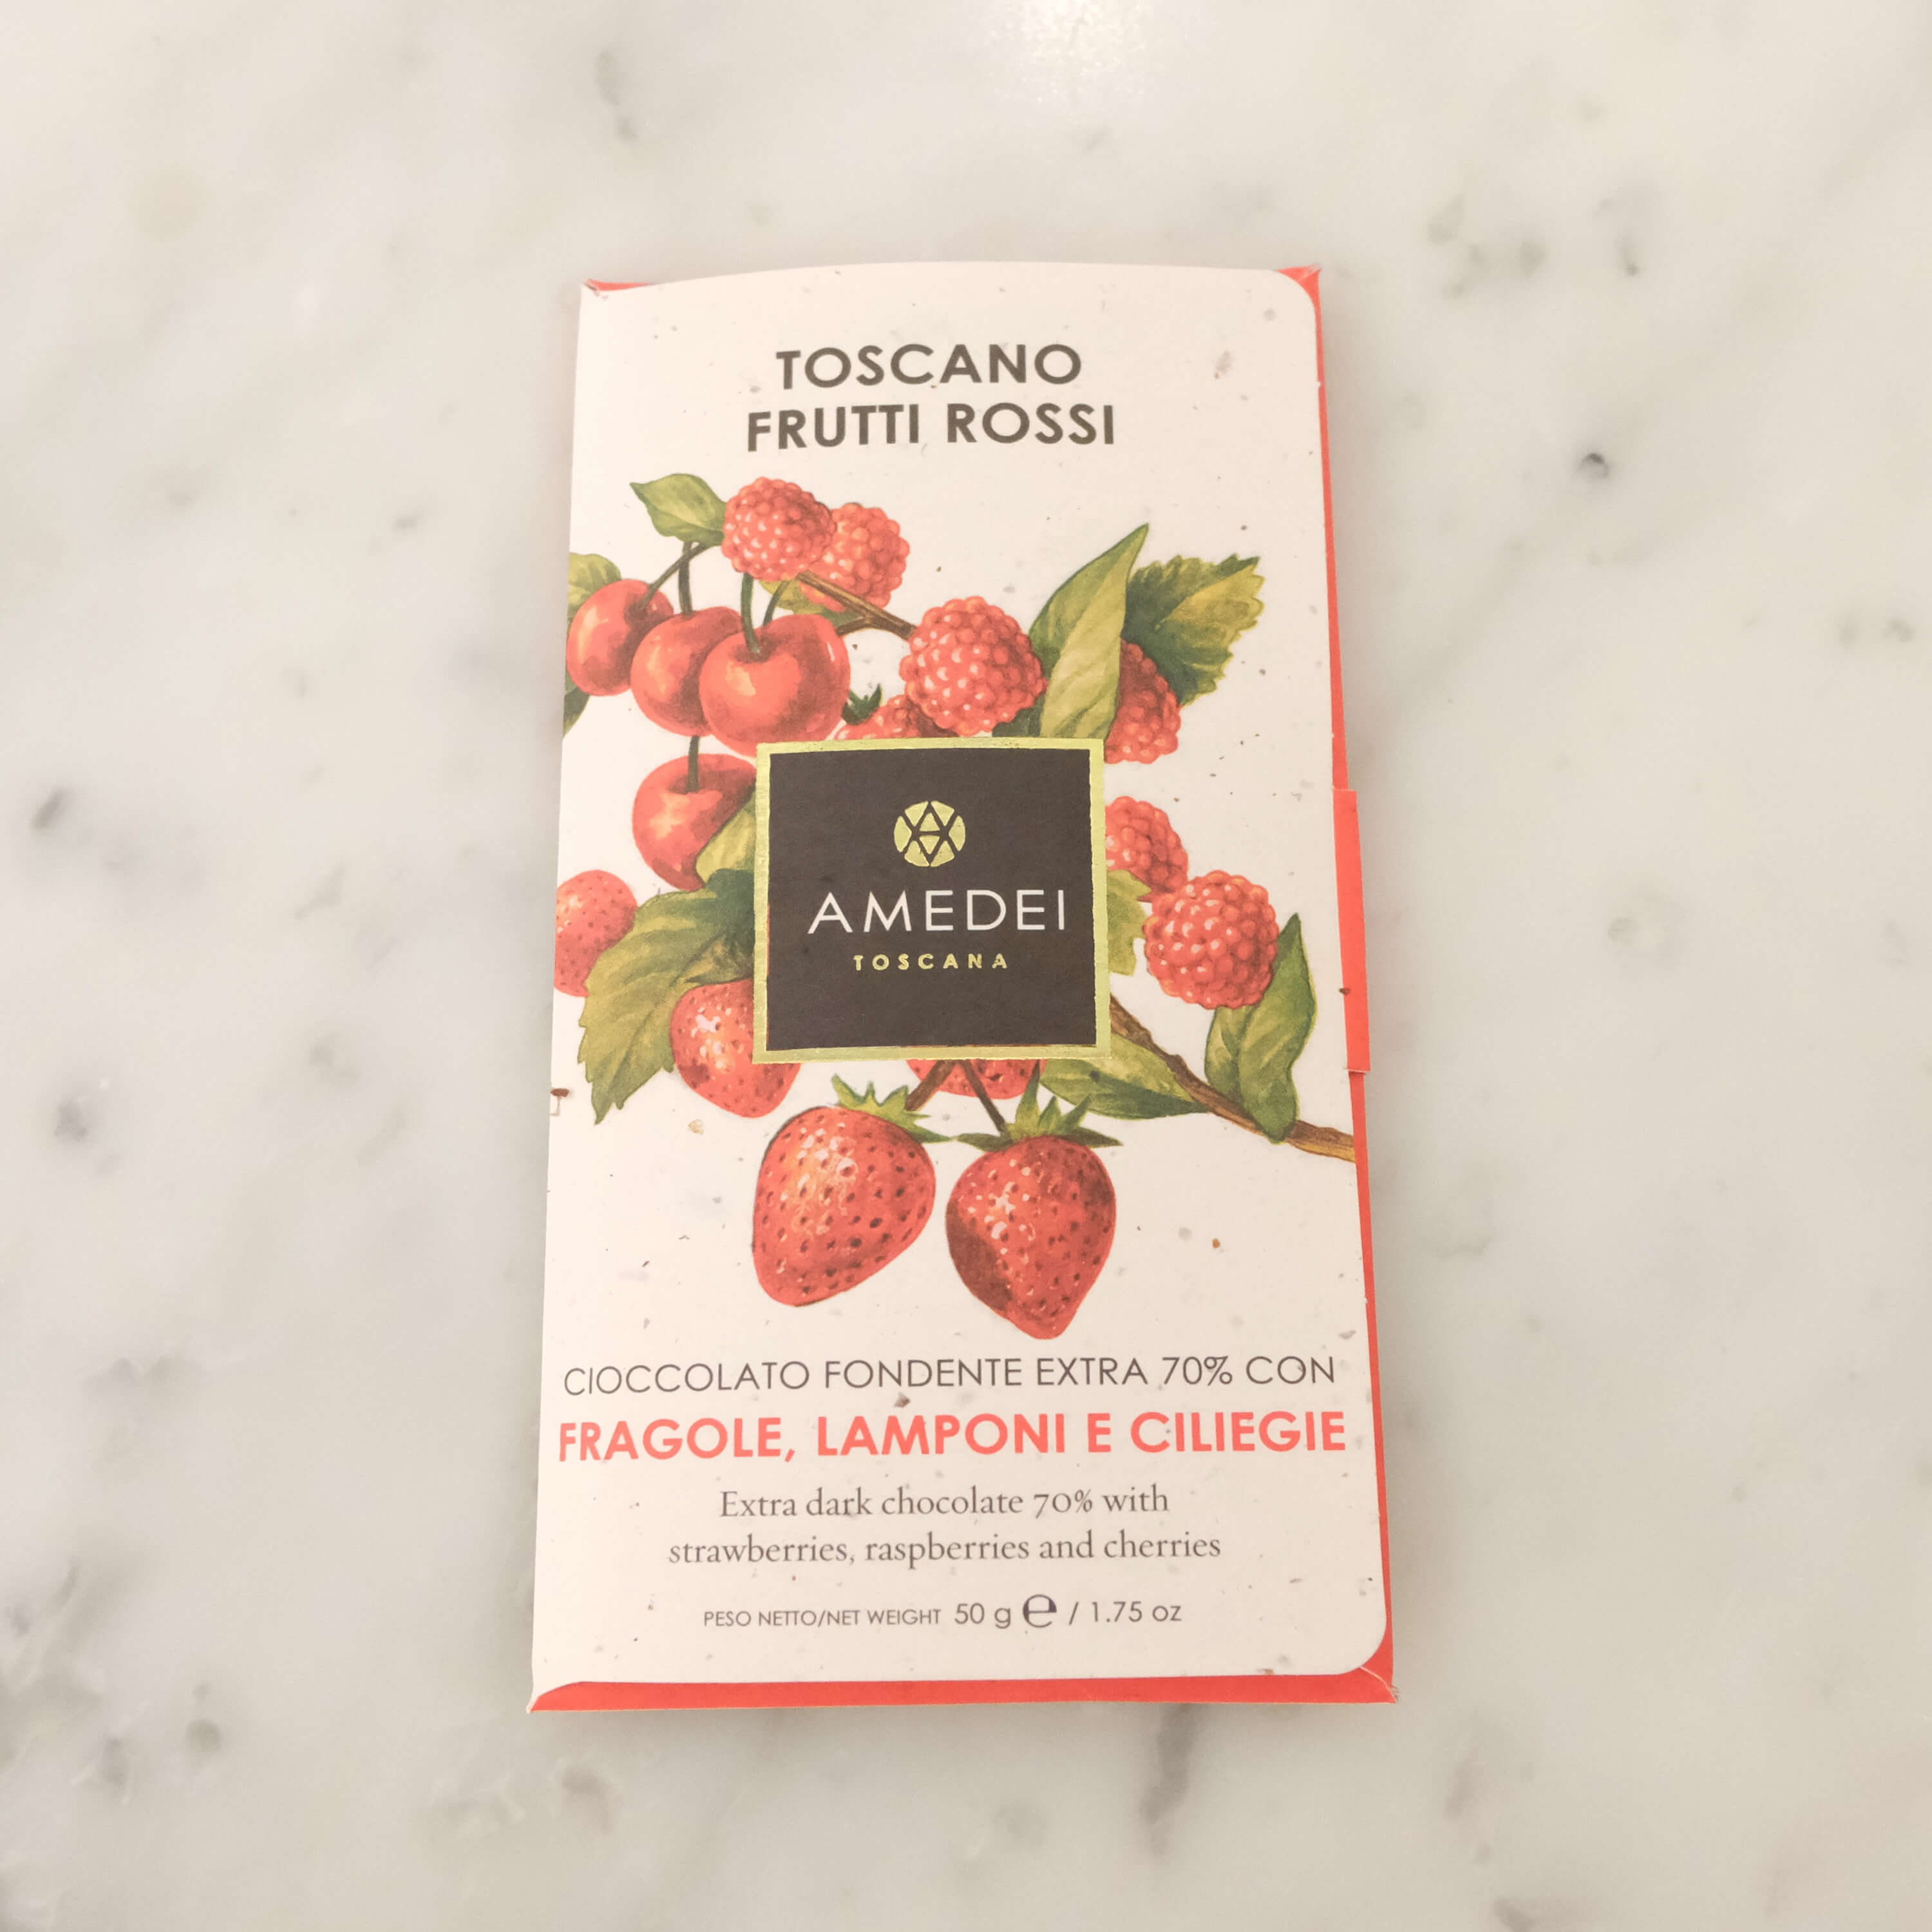 TOSCANO
FRUTTI ROSSI
AMEDEI
TOSCANA
CIOCCOLATO FONDENTE EXTRA 70% CON
FRAGOLE, LAMPONI E CILIEGIE
Extra dark chocolate 70% with
strawberries, raspberries and cherries
PESO NETTO/NET WEIGHT 50 g ℮ / 1.75 oz